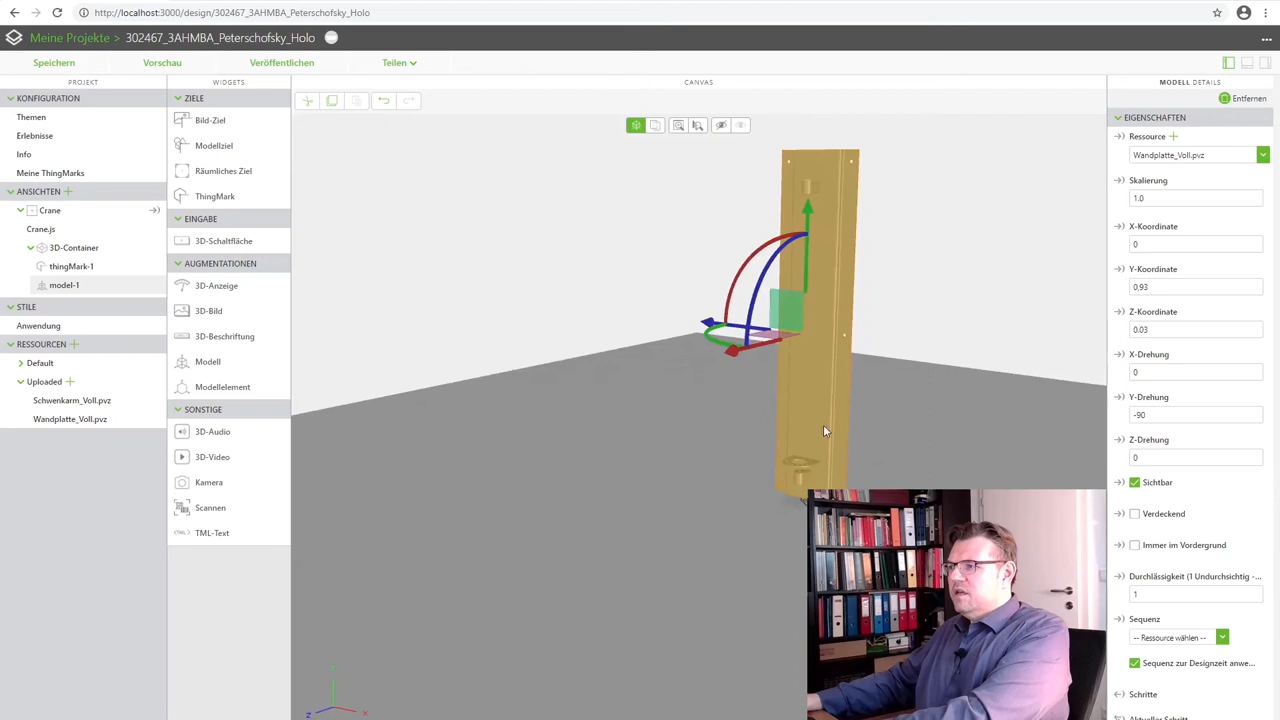 http://localhost:3000/design/302467_3AHMBA_Peterschofsky_Holo
Meine Projekte > 302467_3AHMBA_Peterschofsky_Holo
Speichern
Vorschau
Veröffentlichen
Teilen
PROJEKT
WIDGETS
CANVAS
MODELL DETAILS
KONFIGURATION
Themen
Erlebnisse
Info
Meine ThingMarks
ANSICHTEN
Crane
Crane.js
3D-Container
thingMark-1
model-1
STILE
Anwendung
RESSOURCEN
Default
Uploaded
Schwenkarm_Voll.pvz
Wandplatte_Voll.pvz
ZIELE
Bild-Ziel
Modellziel
Räumliches Ziel
ThingMark
EINGABE
3D-Schaltfläche
AUGMENTATIONEN
3D-Anzeige
3D-Bild
3D-Beschriftung
Modell
Modellelement
SONSTIGE
3D-Audio
3D-Video
Kamera
Scannen
TML-Text
Z
X
Entfernen
EIGENSCHAFTEN
Ressource
Wandplatte_Voll.pvz
Skalierung
1.0
X-Koordinate
0
Y-Koordinate
0,93
Z-Koordinate
0.03
X-Drehung
0
Y-Drehung
-90
Z-Drehung
0
Sichtbar
Verdeckend
Immer im Vordergrund
Durchlässigkeit (1 Undurchsichtig -...
1
Sequenz
-- Ressource wählen --
Sequenz zur Designzeit anwe...
Schritte